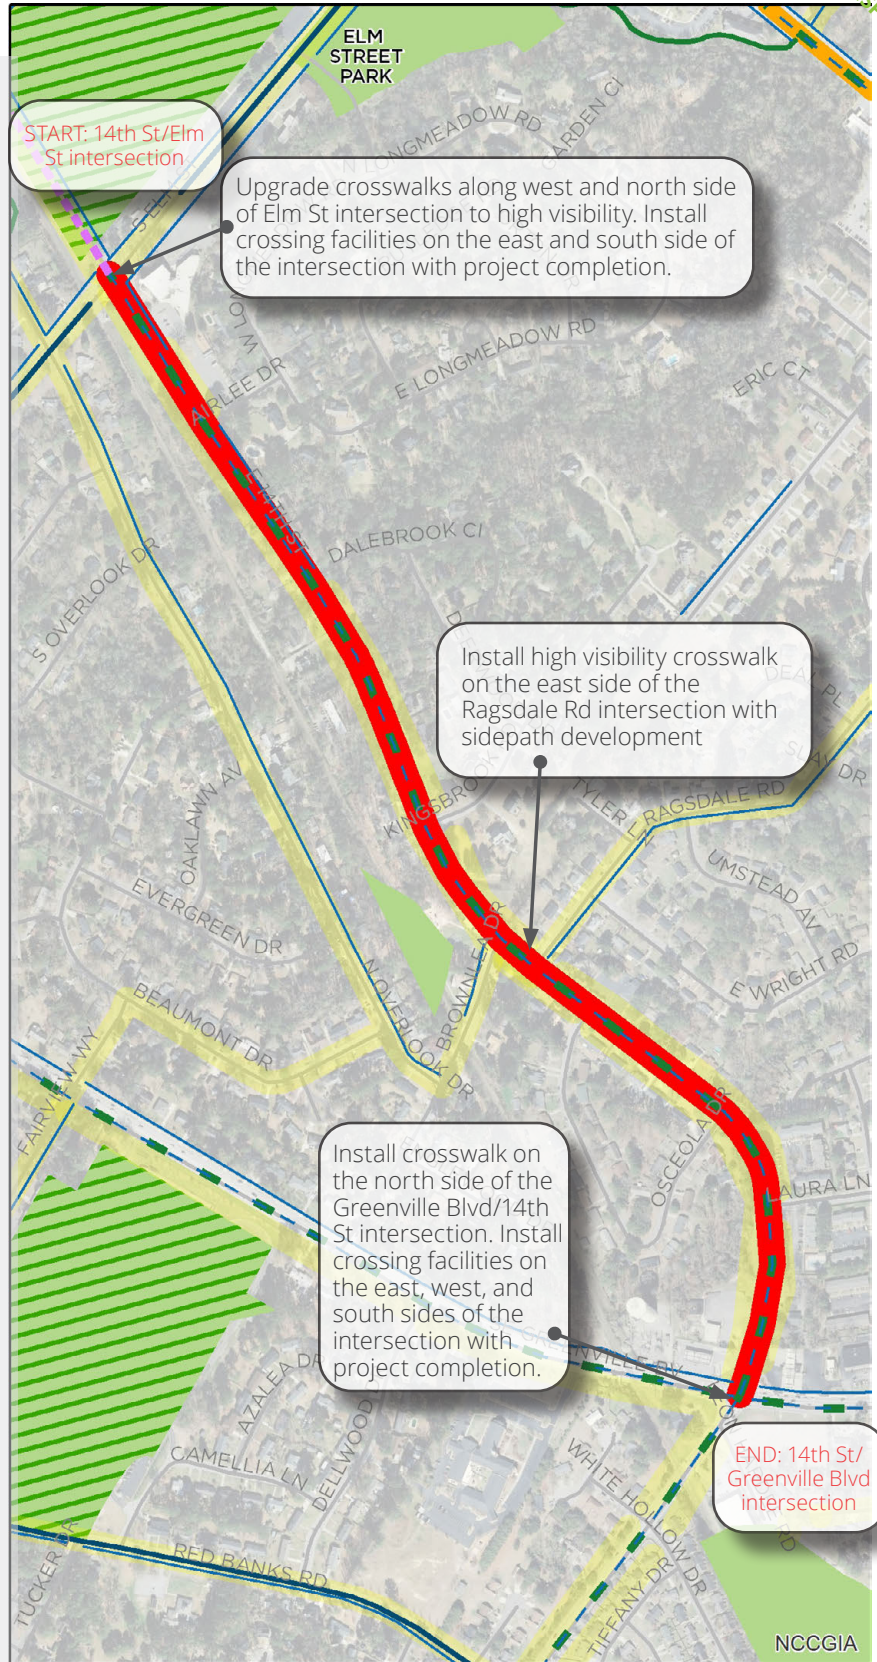 ELM
STREET
PARK
START: 14th St/Elm
St intersection
Upgrade crosswalks along west and north side
of Elm St intersection to high visibility. Install
crossing facilities on the east and south side of
the intersection with project completion.
LONGMEADOW RD
GARDEN CI
S ELM
E LONGMEADOW RD
AIRLEE DR
ERIC CT
E 14TH ST
DALEBROOK CI
S OVERLOOK DR
Install high visibility crosswalk
on the east side of the
Ragsdale Rd intersection with
sidepath development
DEAL PL
KINGSBROOK
TYLER LN
RAGSDALE RD
OAKLAWN AV
UMSTEAD AV
EVERGREEN DR
BROWNLEA DR
E WRIGHT RD
N OVERLOOK DR
BEAUMONT DR
FAIRVIEW WY
OSCEOLA DR
LAURA LN
Install crosswalk on
the north side of the
Greenville Blvd/14th
St intersection. Install
crossing facilities on
the east, west, and
south sides of the
intersection with
project completion.
AZALEA DR
DELLWOOD
CAMELLIA LN
WHITE HOLLOW DR
END: 14th St/
Greenville Blvd
intersection
RED BANKS RD
TUCKER DR
TIFFANY DR
NCCGIA